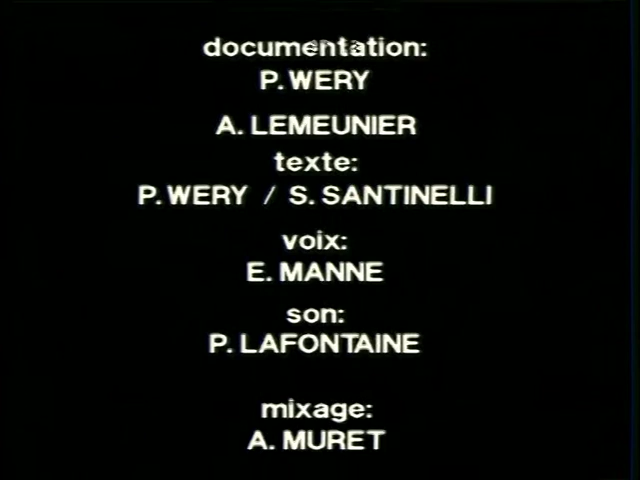 documentation:
P. WERY
A. LEMEUNIER
texte:
P. WERY / S. SANTINELLI
voix:
E. MANNE
son:
P. LAFONTAINE
mixage:
A. MURET